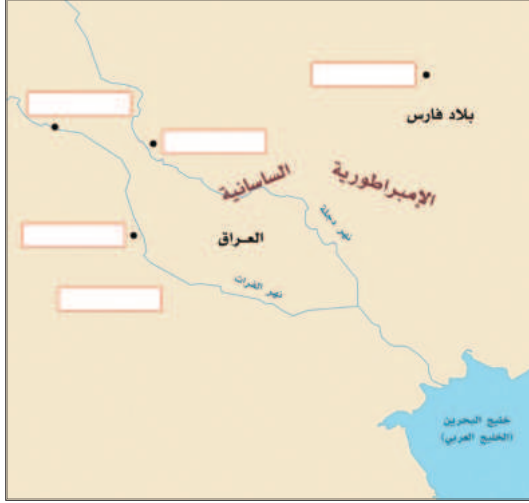 بلاد فارس
الإمبراطورية الساسانية
نهر دجلة
العراق
نهر الفرات
خليج البحرين
(الخليج العربي)